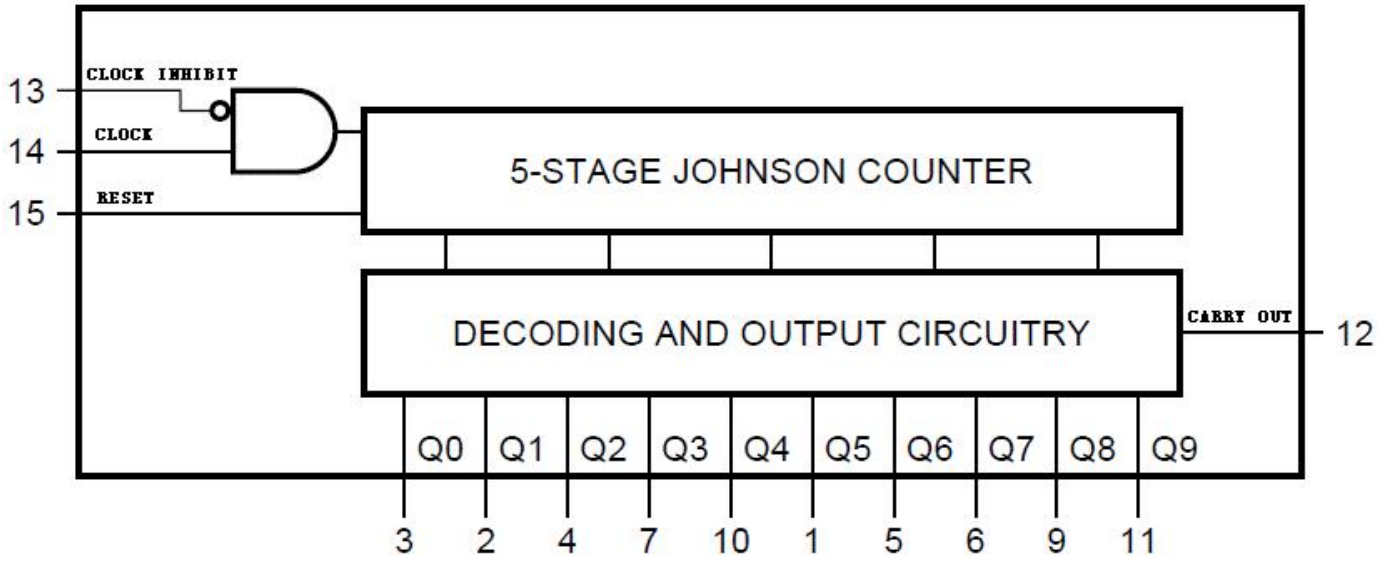 CLOCK INHIBIT
13
CLOCK
14
5-STAGE JOHNSON COUNTER
RESET
15
DECODING AND OUTPUT CIRCUITRY
CARRY OUT
12
Q0 Q1 Q2 Q3 Q4 Q5 Q6 Q7 Q8 Q9
3 2 4 7 10 1 5 6 9 11